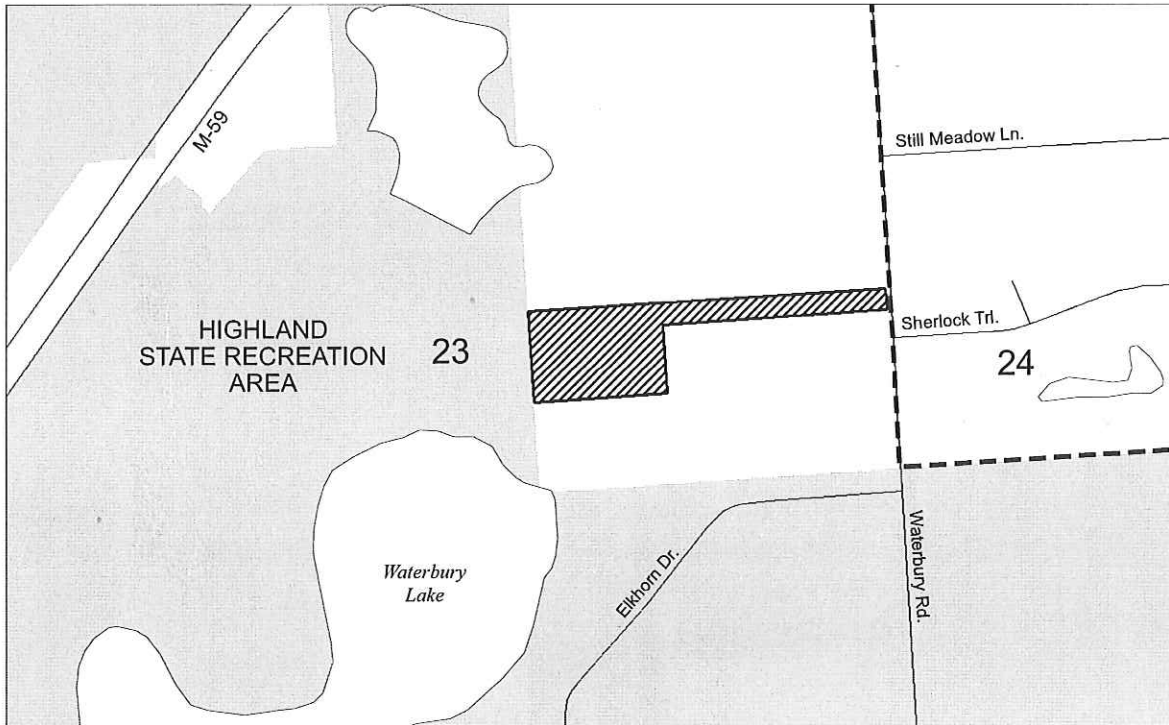 M-59
Still Meadow Ln.
HIGHLAND
STATE RECREATION
AREA
23
Sherlock Trl.
24
Waterbury
Lake
Elkhorn Dr.
Waterbury Rd.